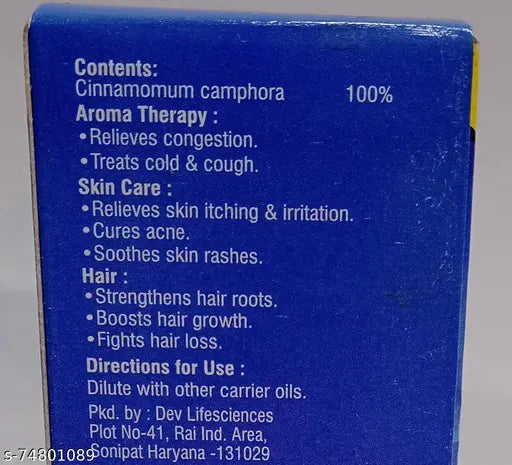 Contents:
Cinnamomum camphora 100%
Aroma Therapy :
•Relieves congestion.
•Treats cold & cough.
Skin Care :
•Relieves skin itching & irritation.
•Cures acne.
•Soothes skin rashes.
Hair :
•Strengthens hair roots.
•Boosts hair growth.
•Fights hair loss.
Directions for Use :
Dilute with other carrier oils.
Pkd. by : Dev Lifesciences
Plot No-41, Rai Ind. Area,
Sonipat Haryana -131029
s-74801089